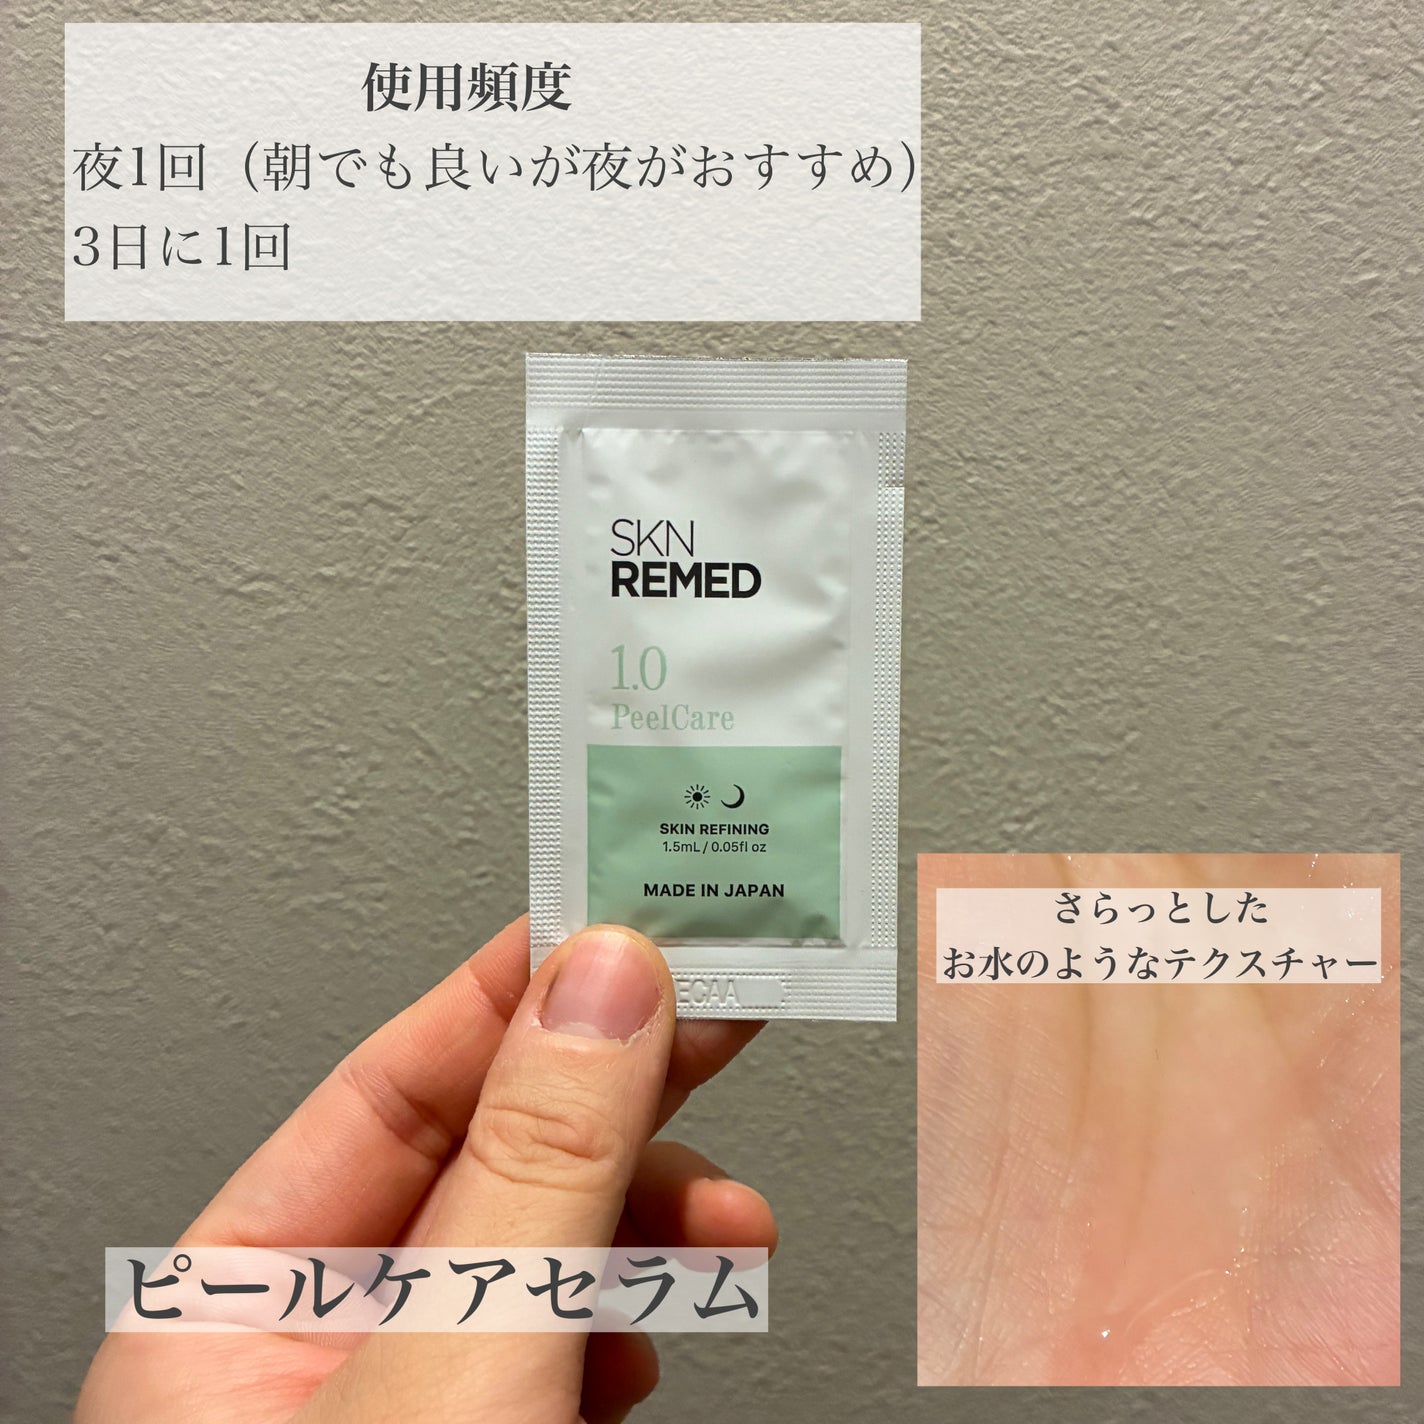 使用頻度
夜1回（朝でも良いが夜がおすすめ）
3日に1回
SKN
REMED
1.0
PeelCare
SKIN REFINING
1.5mL / 0.05fl oz
MADE IN JAPAN
さらっとした
お水のようなテクスチャー
ピールケアセラム